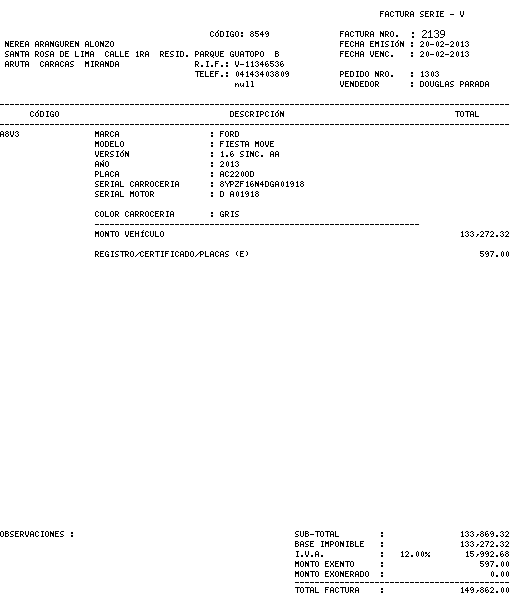 FACTURA SERIE - V
CóDIGO: 8549 FACTURA NRO. : 2139
NEREA ARANGUREN ALONZO FECHA EMISIóN : 20-02-2013
SANTA ROSA DE LIMA CALLE 1RA RESID. PARQUE GUATOPO B FECHA VENC. : 20-02-2013
ARUTA CARACAS MIRANDA R.I.F.: V-11346536
TELEF.: 04143403809 PEDIDO NRO. : 1303
null VENDEDOR : DOUGLAS PARADA
CóDIGO DESCRIPCIóN TOTAL
A8V3 MARCA : FORD
MODELO : FIESTA MOVE
VERSIóN : 1.6 SINC. AA
AñO : 2013
PLACA : AC220OD
SERIAL CARROCERIA : 8YPZF16N4DGA01918
SERIAL MOTOR : D A01918
COLOR CARROCERIA : GRIS
MONTO VEHíCULO 133,272.32
REGISTRO/CERTIFICADO/PLACAS (E) 597.00
OBSERVACIONES : SUB-TOTAL : 133,869.32
BASE IMPONIBLE : 133,272.32
I.V.A. : 12.00% 15,992.68
MONTO EXENTO : 597.00
MONTO EXONERADO : 0.00
TOTAL FACTURA : 149,862.00